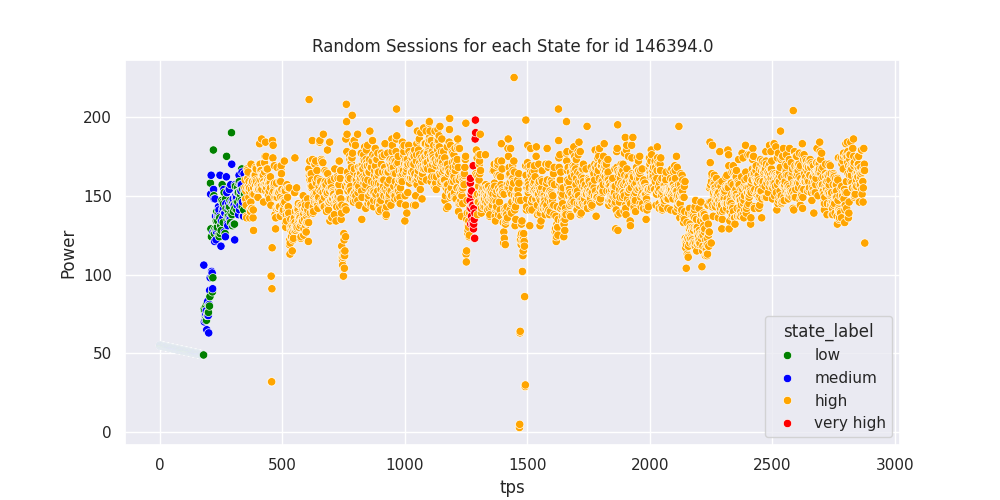 Random Sessions for each State for id 146394.0
Power
200
150
100
50
0
state_label
low
medium
high
very high
0 500 1000 1500 2000 2500 3000
tps